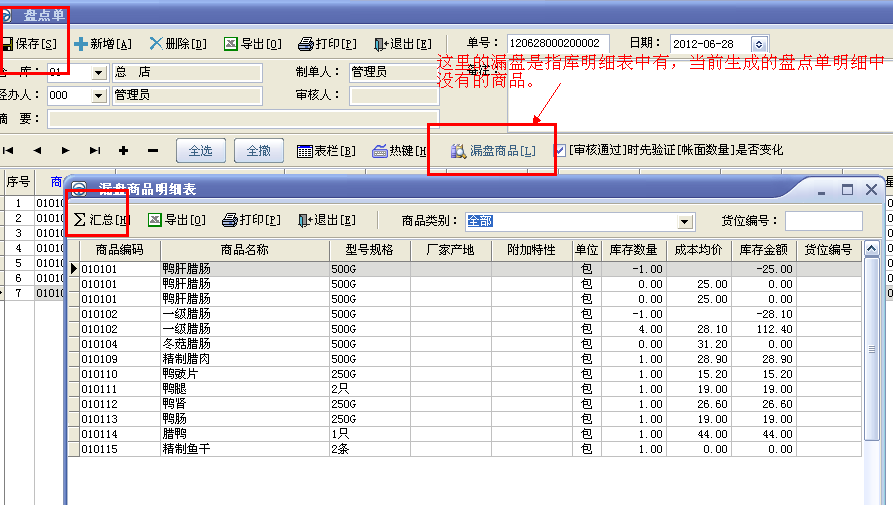 盘点单
保存[S] 新增[A] 删除[D] 导出[O] 打印[P] 退出[E] 单号： 120628000200002 日期： 2012-06-28
库： 01 总 店 制单人： 管理员 备注：
这里的漏盘是指库明细表中有，当前生成的盘点单明细中
没有的商品。
经办人： 000 管理员 审核人：
摘 要：
全选 全撤 表栏[B] 热键[H 漏盘商品[L] [审核通过]时先验证[帐面数量]是否变化
序号 商
1 0101
2 0101
3 0101
4 0101
5 0101
6 0101
7 0101
漏盘商品明细表
汇总[H] 导出[O] 打印[P] 退出[E] 商品类别： 全部 货位编号：
商品编码 商品名称 型号规格 厂家产地 附加特性 单位 库存数量 成本均价 库存金额 货位编号
010101 鸭肝腊肠 500G 包 -1.00 -25.00
010101 鸭肝腊肠 500G 包 0.00 25.00 0.00
010101 鸭肝腊肠 500G 包 0.00 25.00 0.00
010102 一级腊肠 500G 包 -1.00 -28.10
010102 一级腊肠 500G 包 4.00 28.10 112.40
010104 冬菇腊肠 500G 包 0.00 31.20 0.00
010109 精制腊肉 500G 包 1.00 28.90 28.90
010110 鸭豉片 250G 包 1.00 15.20 15.20
010111 鸭腿 2只 包 1.00 19.00 19.00
010112 鸭肾 250G 包 1.00 26.60 26.60
010113 鸭肠 250G 包 1.00 19.00 19.00
010114 腊鸭 1只 包 1.00 44.00 44.00
010115 精制鱼干 2条 包 1.00 0.00 0.00